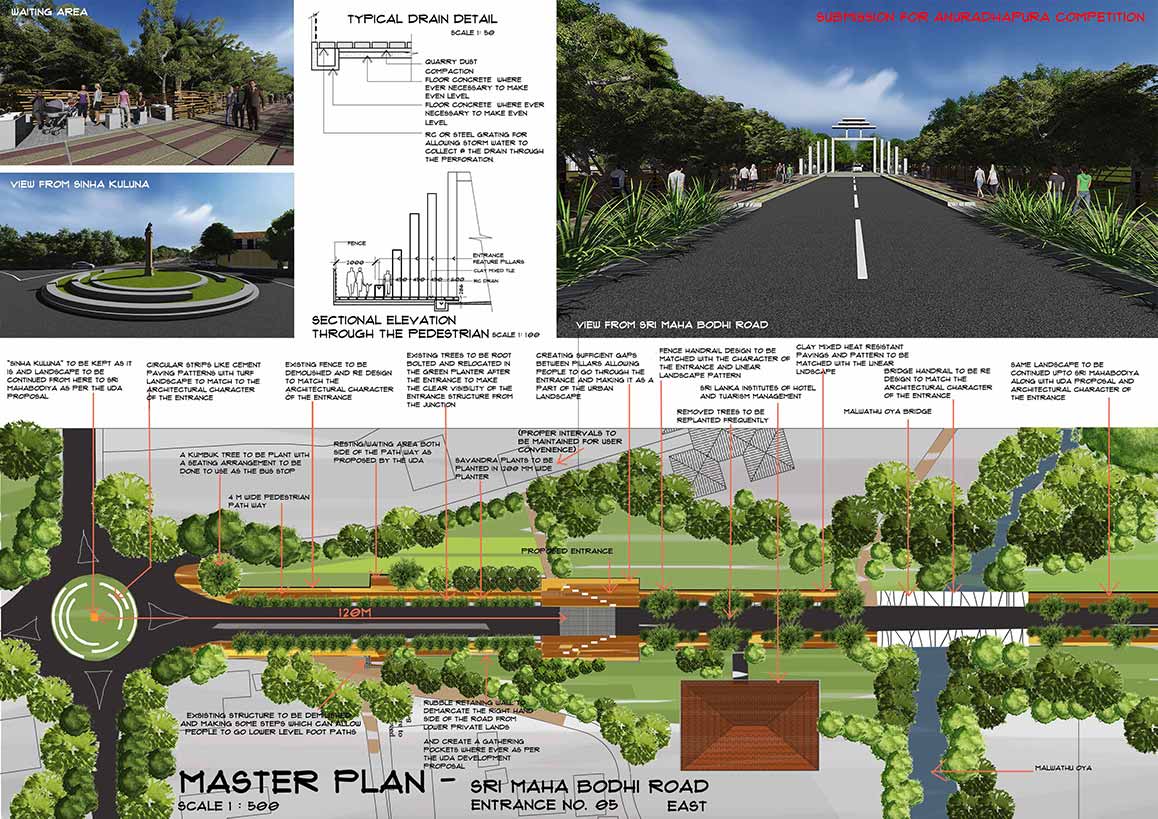 WAITING AREA
TYPICAL DRAIN DETAIL
SCALE 1: 50
QUARRY DUST
COMPACTION
FLOOR CONCRETE WHERE
EVER NECESSARY TO MAKE
EVEN LEVEL
FLOOR CONCRETE WHERE EVER
NECESSARY TO MAKE EVEN
LEVEL
RC OR STEEL GRATING FOR
ALLOWING STORM WATER TO
COLLECT @ THE DRAIN THROUGH
THE PERFORATION.
SUBMISSION FOR ANURADHAPURA COMPETITION
VIEW FROM SINHA KULUNA
FENCE
1000
ENTRANCE
FEATURE PILLARS
CLAY MIXED TILE
RC DRAIN
SECTIONAL ELEVATION
THROUGH THE PEDESTRIAN SCALE 1: 100
VIEW FROM SRI MAHA BODHI ROAD
"SINHA KULUNA" TO BE KEPT AS IT
IS AND LANDSCAPE TO BE
CONTINUED FROM HERE TO SRI
MAHABODIYA AS PER THE UDA
PROPOSAL
CIRCULAR STRIPS LIKE CEMENT
PAVING PATTERNS WITH TURF
LANDSCAPE TO MATCH TO THE
ARCHITECTURAL CHARACTER
OF THE ENTRANCE
EXISTING FENCE TO BE
DEMOLISHED AND RE DESIGN
TO MATCH THE
ARCHITECTURAL CHARACTER
OF THE ENTRANCE
EXISTING TREES TO BE ROOT
BOLTED AND RELOCATED IN
THE GREEN PLANTER AFTER
THE ENTRANCE TO MAKE
THE CLEAR VISIBILITY OF THE
ENTRANCE STRUCTURE FROM
THE JUNCTION
CREATING SUFFICENT GAPS
BETWEEN PILLARS ALLOWING
PEOPLE TO GO THROUGH THE
ENTRANCE AND MAKING IT AS A
PART OF THE URBAN
LANDSCAPE
FENCE HANDRAIL DESIGN TO BE
MATCHED WITH THE CHARACTER OF
THE ENTRANCE AND LINEAR
LANDSCAPE PATTERN
SRI LANKA INSTITUTES OF HOTEL
AND TUARISM MANAGEMENT
REMOVED TREES TO BE
REPLANTED FREQUENTLY
CLAY MIXED HEAT RESISTANT
PAVINGS AND PATTERN TO BE
MATCHED WITH THE LINEAR
LNDSCAPE
BRIDGE HANDRAIL TO BE RE
DESIGN TO MATCH THE
ARCHITECTURAL CHARACTER
OF THE ENTRANCE
MALWATHU OYA BRIDGE
SAME LANDSCAPE TO BE
CONTINUED UPTO SRI MAHABODIYA
ALONG WITH UDA PROPOSAL AND
ARCHITECTURAL CHARACTER OF
THE ENTRANCE
A KUMBUK TREE TO BE PLANT WITH
A SEATING ARRANGEMENT TO BE
DONE TO USE AS THE BUS STOP
4 M WIDE PEDESTRIAN
PATH WAY
RESTING/WAITING AREA BOTH
SIDE OF THE PATH WAY AS
PROPOSED BY THE UDA
(PROPER INTERVALS TO
BE MAINTAINED FOR USER
CONVENIENCE)
SAVANDRA PLANTS TO BE
PLANTED IN 1200 MM WIDE
PLANTER
PROPOSED ENTRANCE
120M
EXSISTING STRUCTURE TO BE DEMOLISHED
AND MAKING SOME STEPS WHICH CAN ALLOW
PEOPLE TO GO LOWER LEVEL FOOT PATHS
RUBBLE RETAINING WALL TO
DEMARCATE THE RIGHT HAND
SIDE OF THE ROAD FROM
LOWER PRIVATE LANDS
AND CREATE A GATHERING
POCKETS WHERE EVER AS PER
THE UDA DEVELOPMENT
PROPOSAL
MALWATHU OYA
MASTER PLAN - SRI MAHA BODHI ROAD
SCALE 1 : 500
ENTRANCE NO. 05 EAST